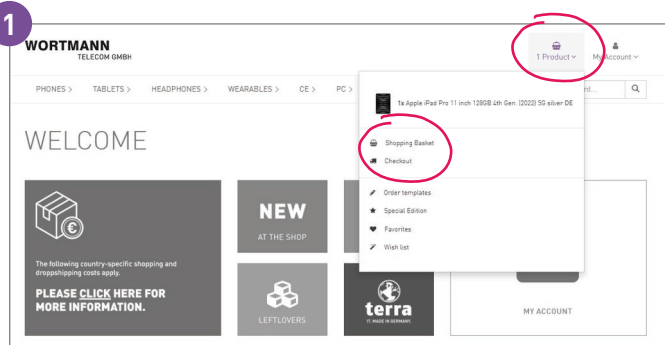 1
WORTMANN
TELECOM GMBH
1 Product
My Account
PHONES > TABLETS > HEADPHONES > WEARABLES > CE > PC >
1x Apple iPad Pro 11 inch 128GB 4th Gen. (2022) 5G silver DE
Shopping Basket
Checkout
Order templates
Special Edition
Favorites
Wish list
WELCOME
€
The following country-specific shopping and
dropshipping costs apply.
PLEASE CLICK HERE FOR
MORE INFORMATION.
NEW
AT THE SHOP
LEFTLOVERS
terra
IT. MADE IN GERMANY.
MY ACCOUNT